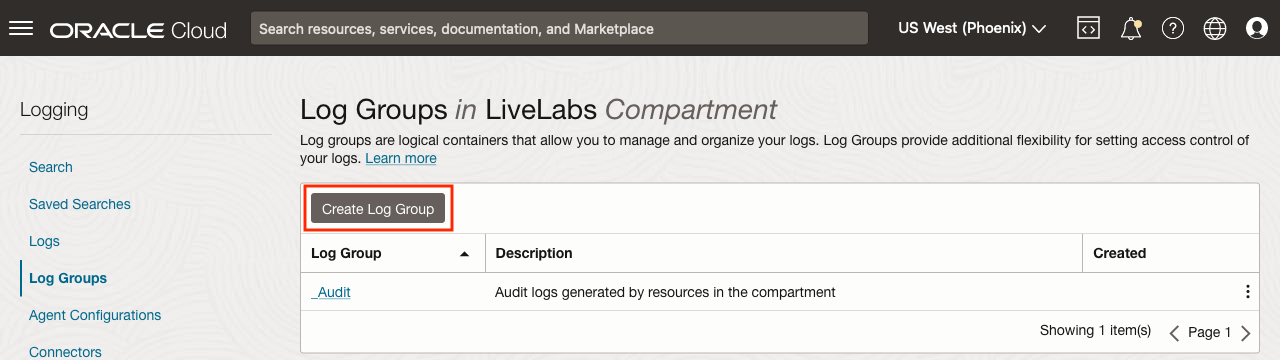 ORACLE Cloud
Search resources, services, documentation, and Marketplace
US West (Phoenix)
Logging
Search
Saved Searches
Logs
Log Groups
Agent Configurations
Connectors
Log Groups in LiveLabs Compartment
Log groups are logical containers that allow you to manage and organize your logs. Log Groups provide additional flexibility for setting access control of
your logs. Learn more
Create Log Group
Log Group Description Created
_Audit Audit logs generated by resources in the compartment
Showing 1 item(s) Page 1